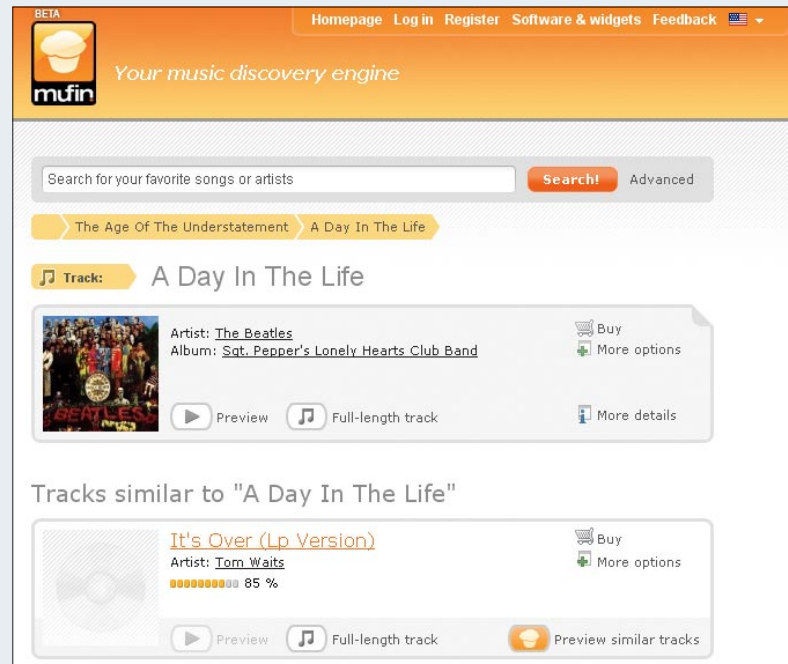 BETA
mufin
Homepage Log in Register Software & widgets Feedback
Your music discovery engine
Search for your favorite songs or artists
Search! Advanced
The Age Of The Understatement A Day In The Life
Track: A Day In The Life
Artist: The Beatles
Album: Sgt. Pepper's Lonely Hearts Club Band
Buy
More options
BEATLES
Preview Full-length track More details
Tracks similar to "A Day In The Life"
It's Over (Lp Version)
Artist: Tom Waits
85 %
Buy
More options
Preview Full-length track Preview similar tracks